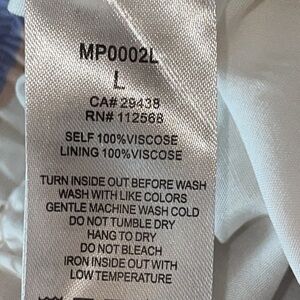 MP0002L
L
CA# 29438
RN# 112568
SELF 100%VISCOSE
LINING 100%VISCOSE
TURN INSIDE OUT BEFORE WASH
WASH WITH LIKE COLORS
GENTLE MACHINE WASH COLD
DO NOT TUMBLE DRY
HANG TO DRY
DO NOT BLEACH
IRON INSIDE OUT WITH
LOW TEMPERATURE